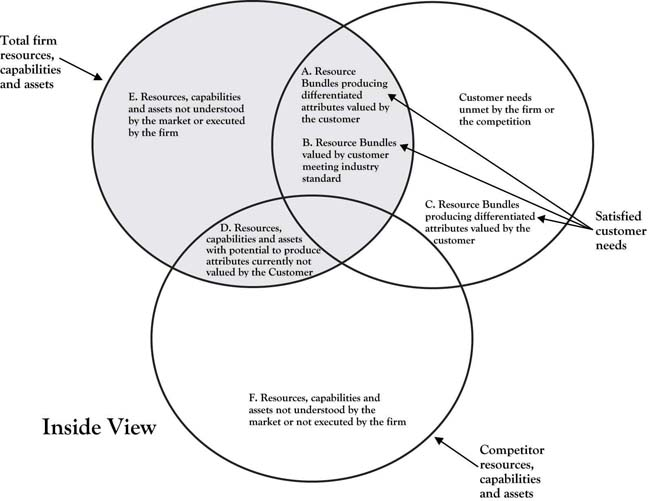 Total firm
resources,
capabilities
and assets
E. Resources, capabilities
and assets not understood
by the market or executed
by the firm
A. Resource
Bundles producing
differentiated
attributes valued by
the customer
B. Resource Bundles
valued by customer
meeting industry
standard
Customer needs
unmet by the firm or
the competition
C. Resource Bundles
producing differentiated
attributes valued by the
customer
Satisfied
customer
needs
D. Resources,
capabilities and assets
with potential to produce
attributes currently not
valued by the Customer
F. Resources, capabilities and
assets not understood by the
market or not executed by the firm
Inside View
Competitor
resources,
capabilities
and assets